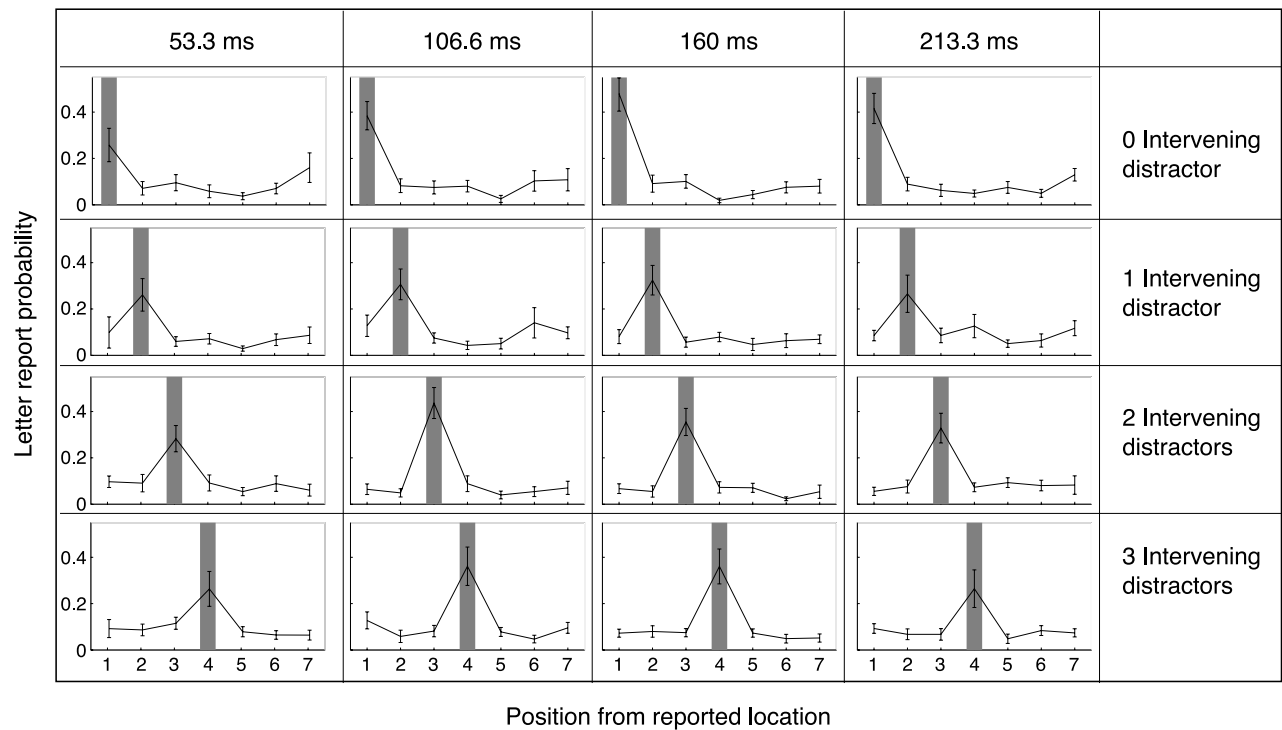 53.3 ms 106.6 ms 160 ms 213.3 ms
Letter report probability
0.4
0.2
0
0 Intervening
distractor
0.4
0.2
0
1 Intervening
distractor
0.4
0.2
0
2 Intervening
distractors
0.4
0.2
0
3 Intervening
distractors
1 2 3 4 5 6 7 1 2 3 4 5 6 7 1 2 3 4 5 6 7 1 2 3 4 5 6 7
Position from reported location